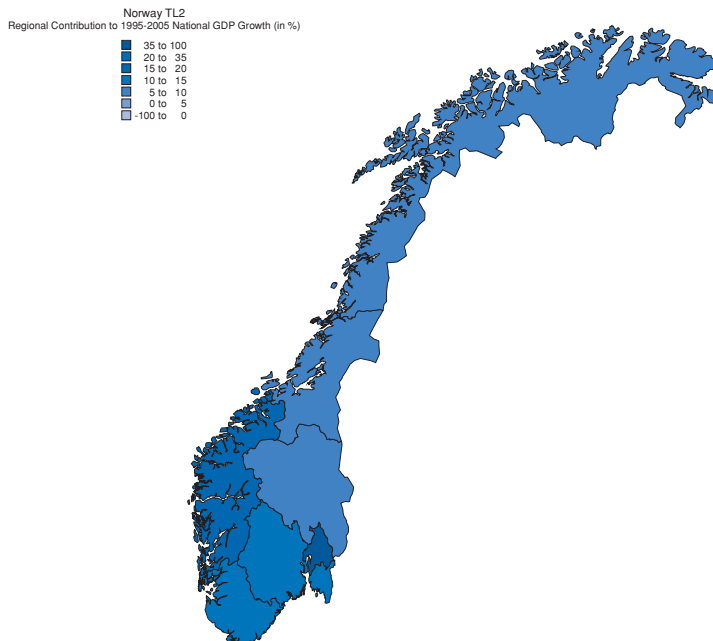 Norway TL2
Regional Contribution to 1995-2005 National GDP Growth (in %)
35 to 100
20 to 35
15 to 20
10 to 15
5 to 10
0 to 5
-100 to 0